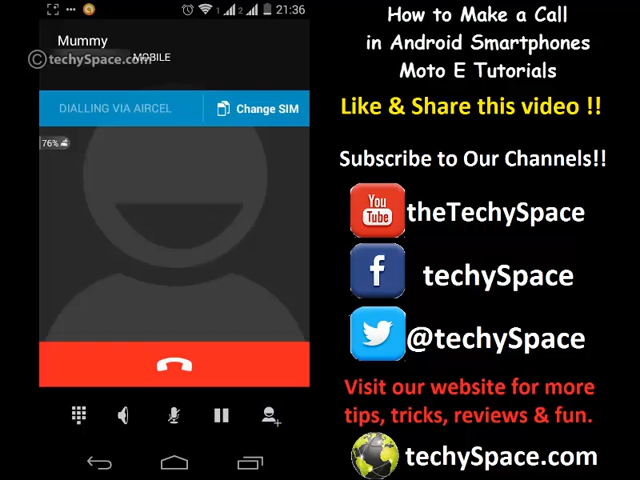 21:36
Mummy
© techySpace.com
MOBILE
DIALLING VIA AIRCEL
Change SIM
76%
How to Make a Call
in Android Smartphones
Moto E Tutorials
Like & Share this video !!
Subscribe to Our Channels!!
You
Tube
theTechySpace
f
techySpace
@techySpace
Visit our website for more
tips, tricks, reviews & fun.
techySpace.com